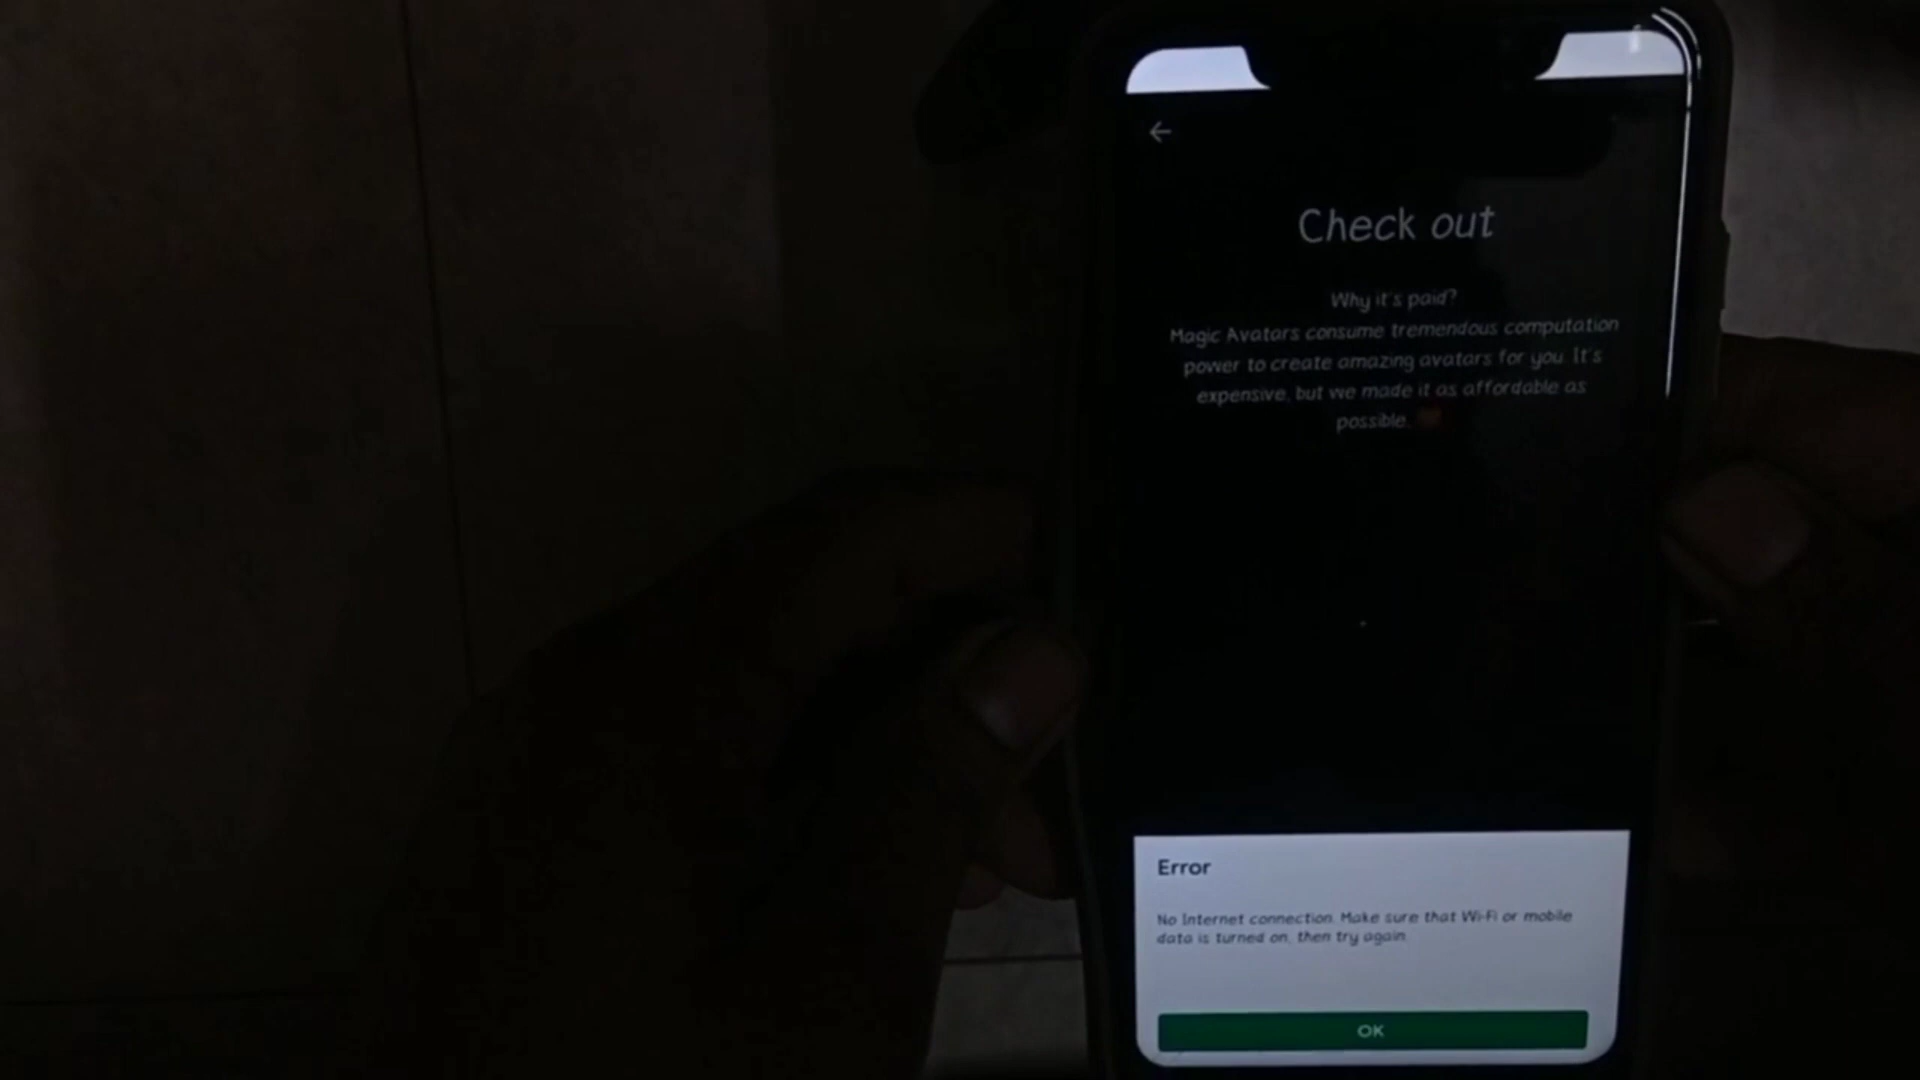 Check out
Why it's paid?
Magic Avatars consume tremendous computation
power to create amazing avatars for you. It's
expensive, but we made it as affordable as
possible.
Error
No Internet connection. Make sure that Wi-Fi or mobile
data is turned on, then try again.
OK